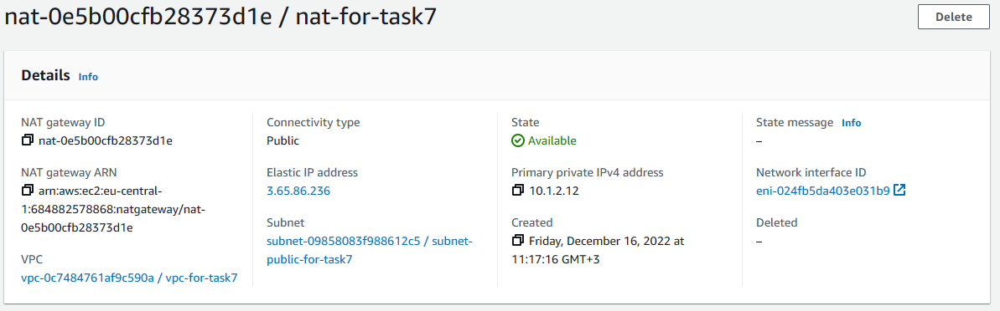 nat-0e5b00cfb28373d1e / nat-for-task7
Delete
Details Info
NAT gateway ID
nat-0e5b00cfb28373d1e
NAT gateway ARN
arn:aws:ec2:eu-central-
1:684882578868:natgateway/nat-
0e5b00cfb28373d1e
VPC
vpc-0c7484761af9c590a / vpc-for-task7
Connectivity type
Public
Elastic IP address
3.65.86.236
Subnet
subnet-09858083f988612c5 / subnet-
public-for-task7
State
Available
Primary private IPv4 address
10.1.2.12
Created
Friday, December 16, 2022 at
11:17:16 GMT+3
State message Info
–
Network interface ID
eni-024fb5da403e031b9
Deleted
–